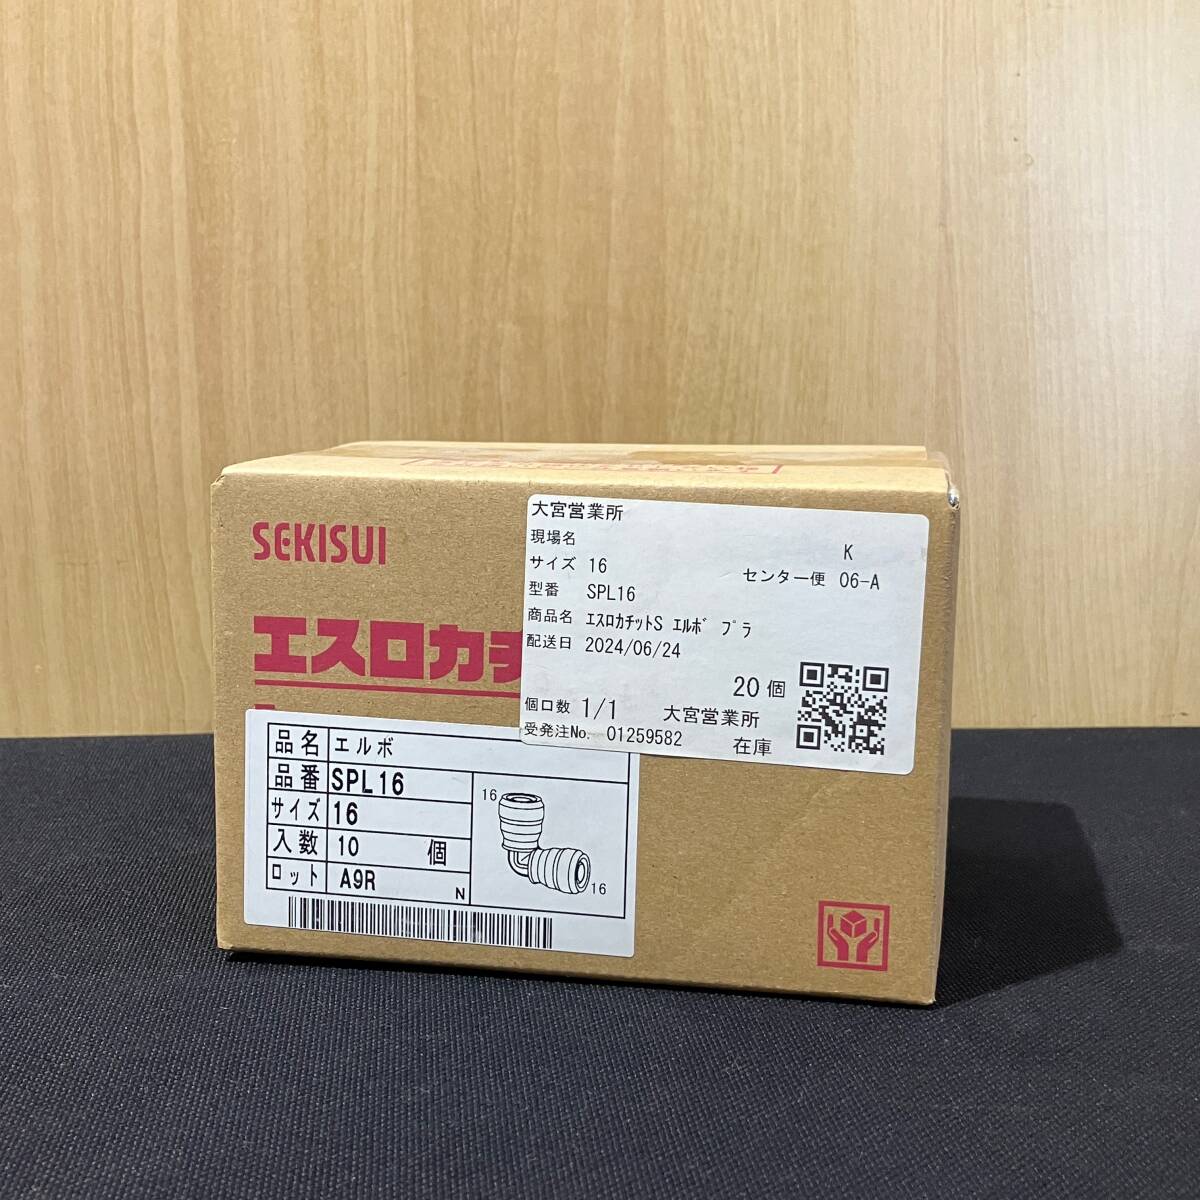 SEKISUI
エスロカチ
大宮営業所
現場名
K
サイズ 16
センター便 06-A
型番 SPL16
商品名 ｴｽﾛｶﾁｯﾄS ｴﾙﾎﾞ ﾌﾟﾗ
配送日 2024/06/24
20 個
個口数 1/1 大宮営業所
受発注No. 01259582 在庫
品名 エルボ
品番 SPL16
サイズ 16
入数 10 個
ロット A9R N
16
16